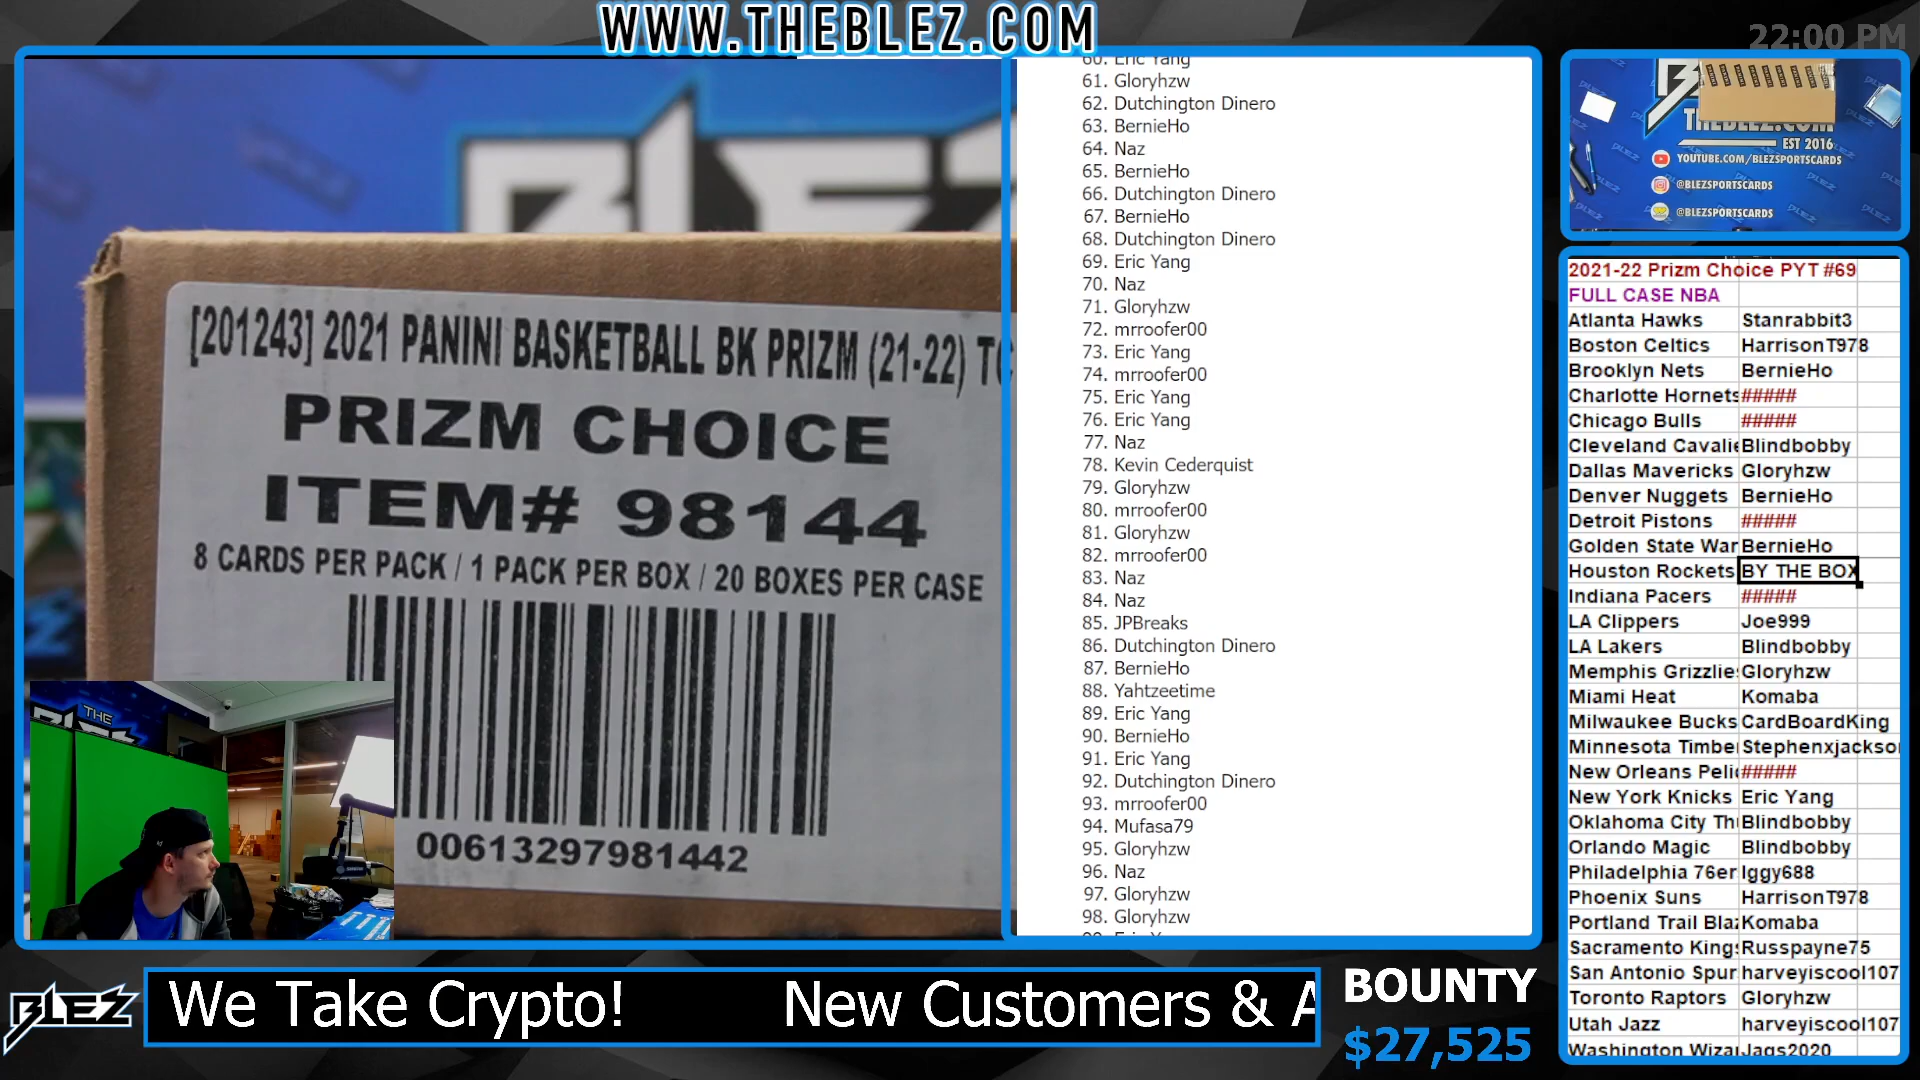 WWW.THEBLEZ.COM
22:00 PM
[201243] 2021 PANINI BASKETBALL BK PRIZM (21-22)
PRIZM CHOICE
ITEM# 98144
8 CARDS PER PACK / 1 PACK PER BOX / 20 BOXES PER CASE
00613297981442
THE
60. Eric Yang
61. Gloryhzw
62. Dutchington Dinero
63. BernieHo
64. Naz
65. BernieHo
66. Dutchington Dinero
67. BernieHo
68. Dutchington Dinero
69. Eric Yang
70. Naz
71. Gloryhzw
72. mrroofer00
73. Eric Yang
74. mrroofer00
75. Eric Yang
76. Eric Yang
77. Naz
78. Kevin Cederquist
79. Gloryhzw
80. mrroofer00
81. Gloryhzw
82. mrroofer00
83. Naz
84. Naz
85. JPBreaks
86. Dutchington Dinero
87. BernieHo
88. Yahtzeetime
89. Eric Yang
90. BernieHo
91. Eric Yang
92. Dutchington Dinero
93. mrroofer00
94. Mufasa79
95. Gloryhzw
96. Naz
97. Gloryhzw
98. Gloryhzw
THEBLEZ.COM
EST 2016
YOUTUBE.COM/BLEZSPORTSCARDS
@BLEZSPORTSCARDS
@BLEZSPORTSCARDS
2021-22 Prizm Choice PYT #69
FULL CASE NBA
Atlanta Hawks Stanrabbit3
Boston Celtics HarrisonT978
Brooklyn Nets BernieHo
Charlotte Hornets #####
Chicago Bulls #####
Cleveland Cavalie Blindbobby
Dallas Mavericks Gloryhzw
Denver Nuggets BernieHo
Detroit Pistons #####
Golden State War BernieHo
Houston Rockets BY THE BOX
Indiana Pacers #####
LA Clippers Joe999
LA Lakers Blindbobby
Memphis Grizzlie Gloryhzw
Miami Heat Komaba
Milwaukee Bucks CardBoardKing
Minnesota Timbe Stephenxjackso
New Orleans Peli #####
New York Knicks Eric Yang
Oklahoma City Th Blindbobby
Orlando Magic Blindbobby
Philadelphia 76er Iggy688
Phoenix Suns HarrisonT978
Portland Trail Bla Komaba
Sacramento Kings Russpayne75
San Antonio Spur harveyiscool107
Toronto Raptors Gloryhzw
Utah Jazz harveyiscool107
Washington Wiza Jags2020
BLEZ
We Take Crypto! New Customers & A
BOUNTY
$27,525